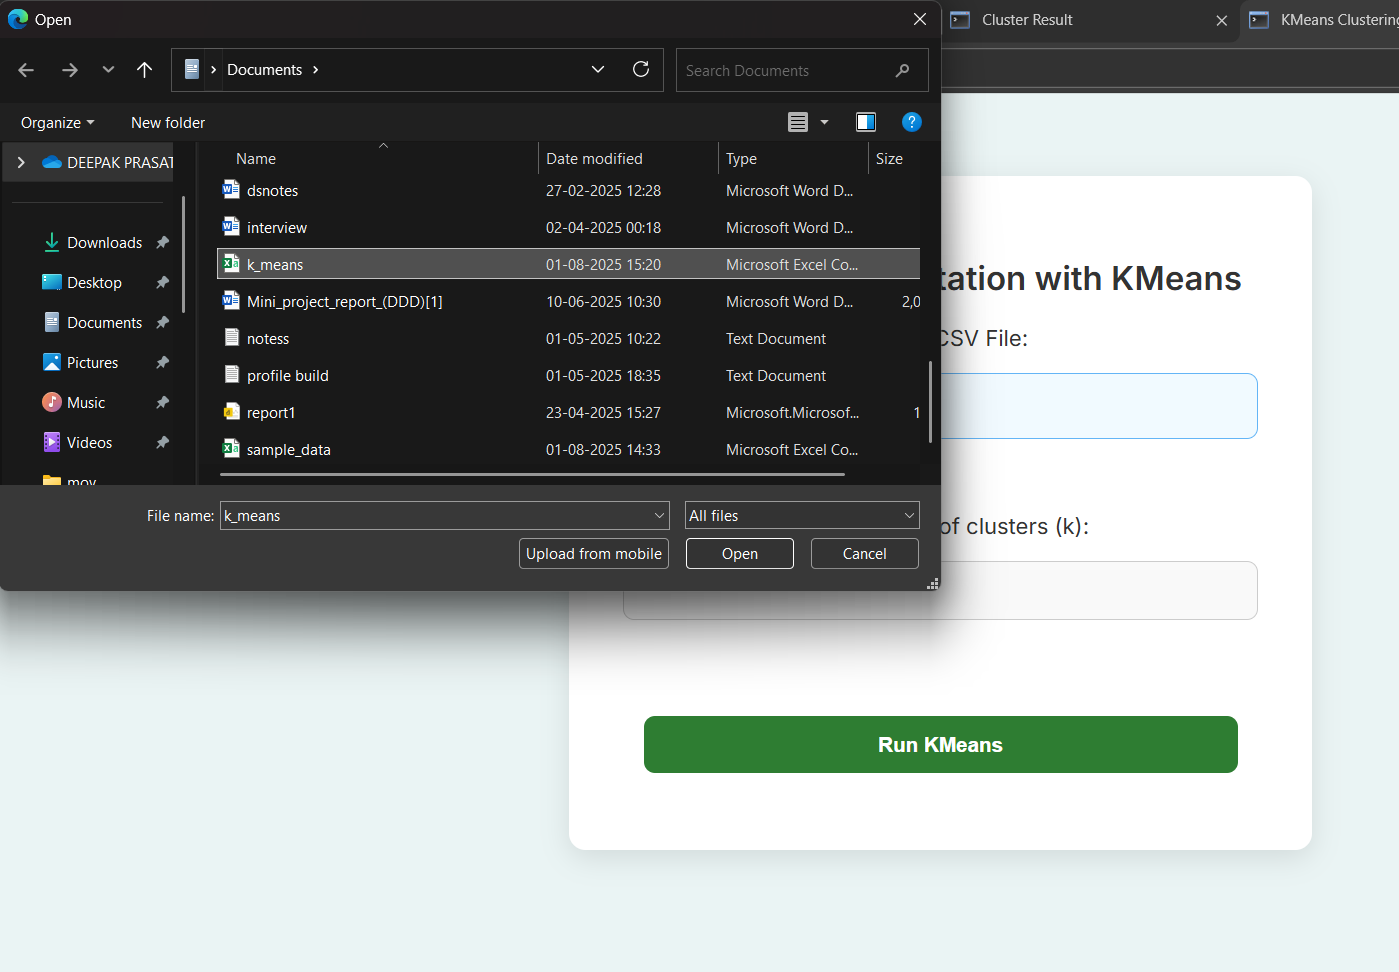 Open
Cluster Result
KMeans Clustering
Documents
Search Documents
Organize
New folder
?
DEEPAK PRASAT
Name
Date modified
Type
Size
dsnotes
27-02-2025 12:28
Microsoft Word D...
interview
02-04-2025 00:18
Microsoft Word D...
Downloads
k_means
01-08-2025 15:20
Microsoft Excel Co...
Desktop
Mini_project_report_(DDD)[1]
10-06-2025 10:30
Microsoft Word D...
2,0
Documents
notess
01-05-2025 10:22
Text Document
Pictures
profile build
01-05-2025 18:35
Text Document
Music
report1
23-04-2025 15:27
Microsoft.Microsof...
1
Videos
sample_data
01-08-2025 14:33
Microsoft Excel Co...
mov
File name:
k_means
All files
Upload from mobile
Open
Cancel
tation with KMeans
CSV File:
of clusters (k):
Run KMeans